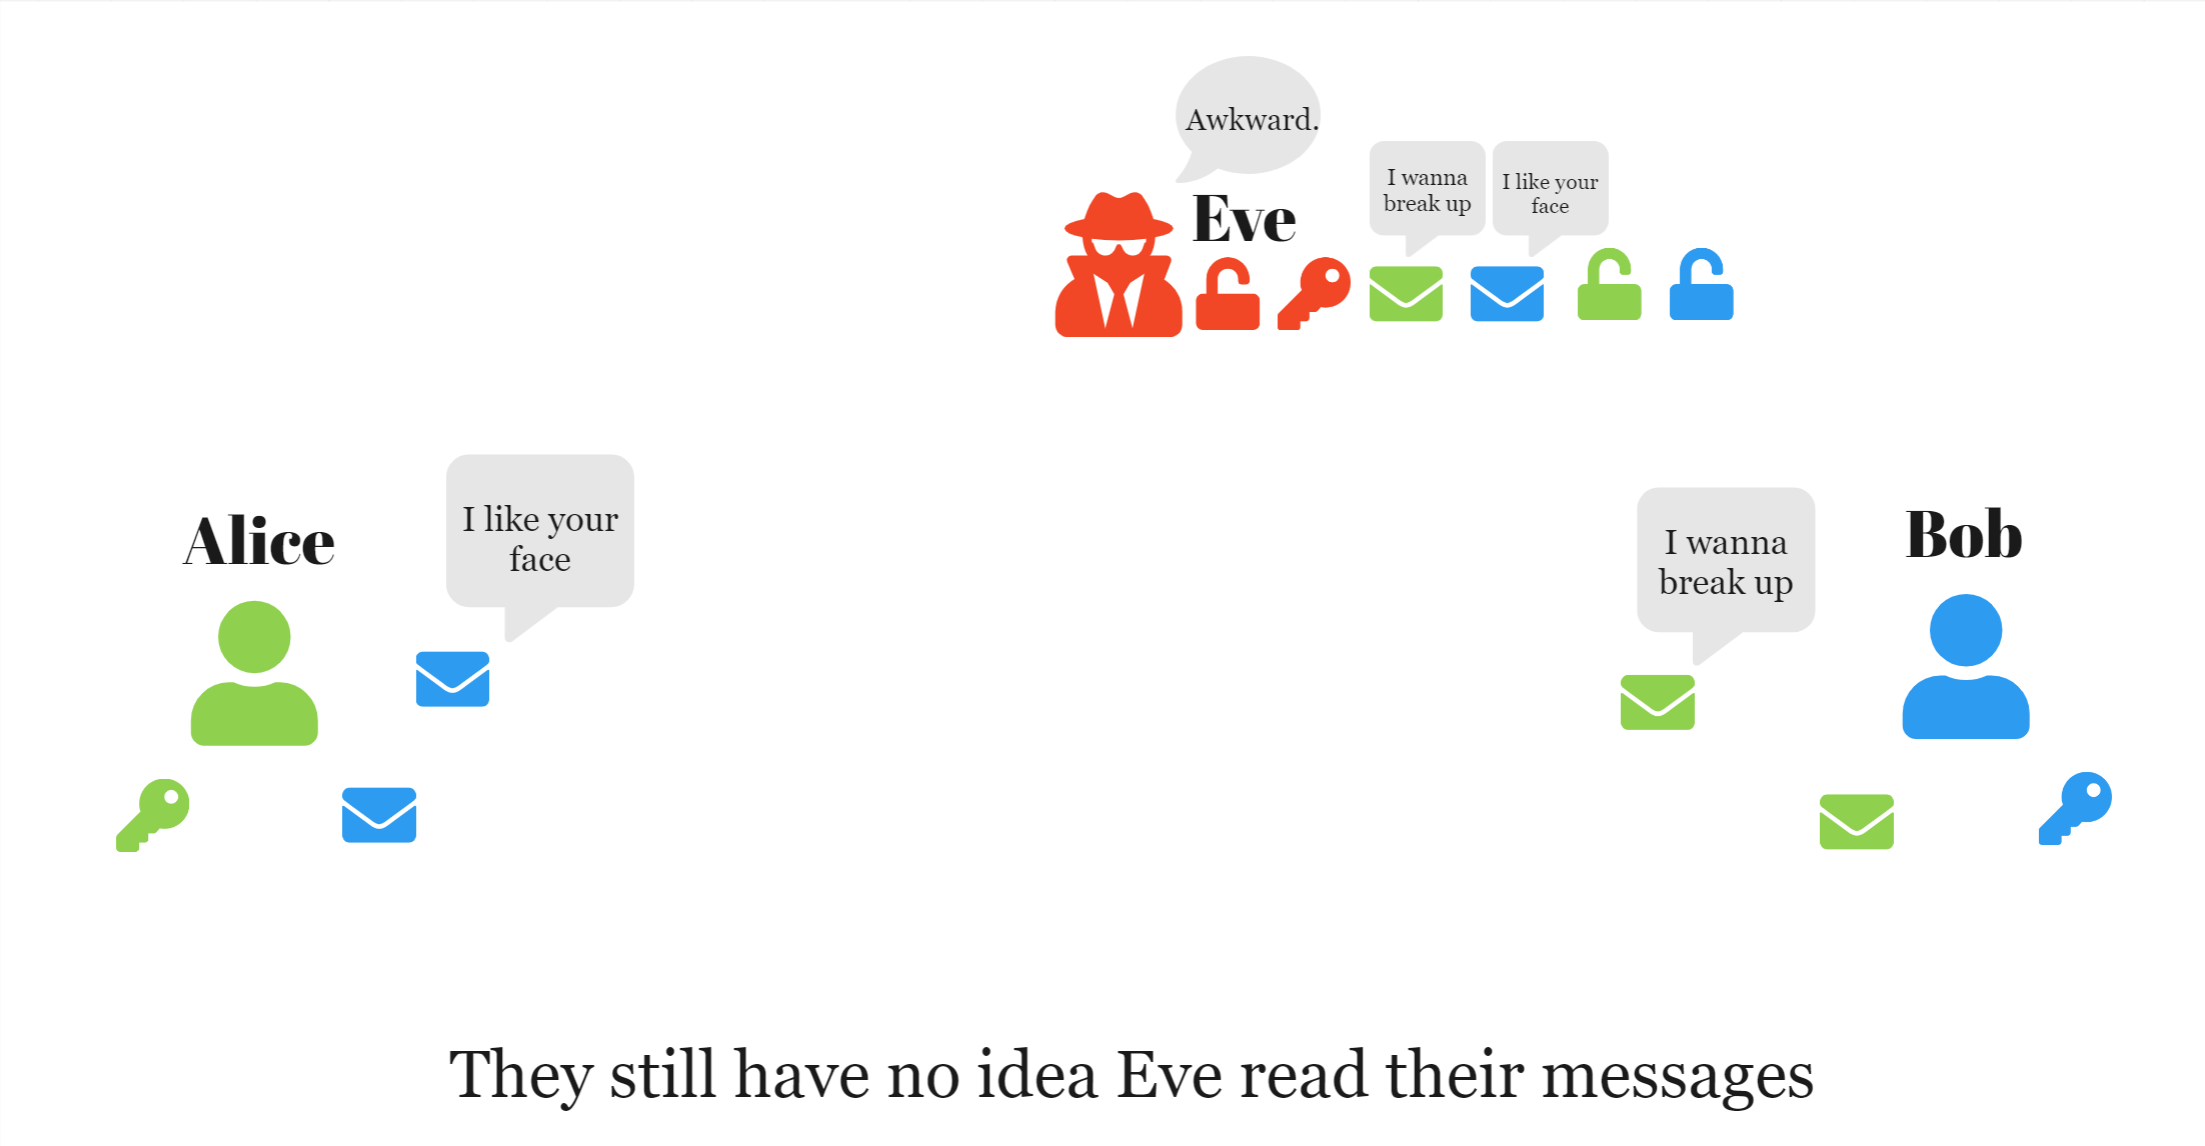 Awkward.
Eve
I wanna
break up
I like your
face
Alice
I like your
face
I wanna
break up
Bob
They still have no idea Eve read their messages